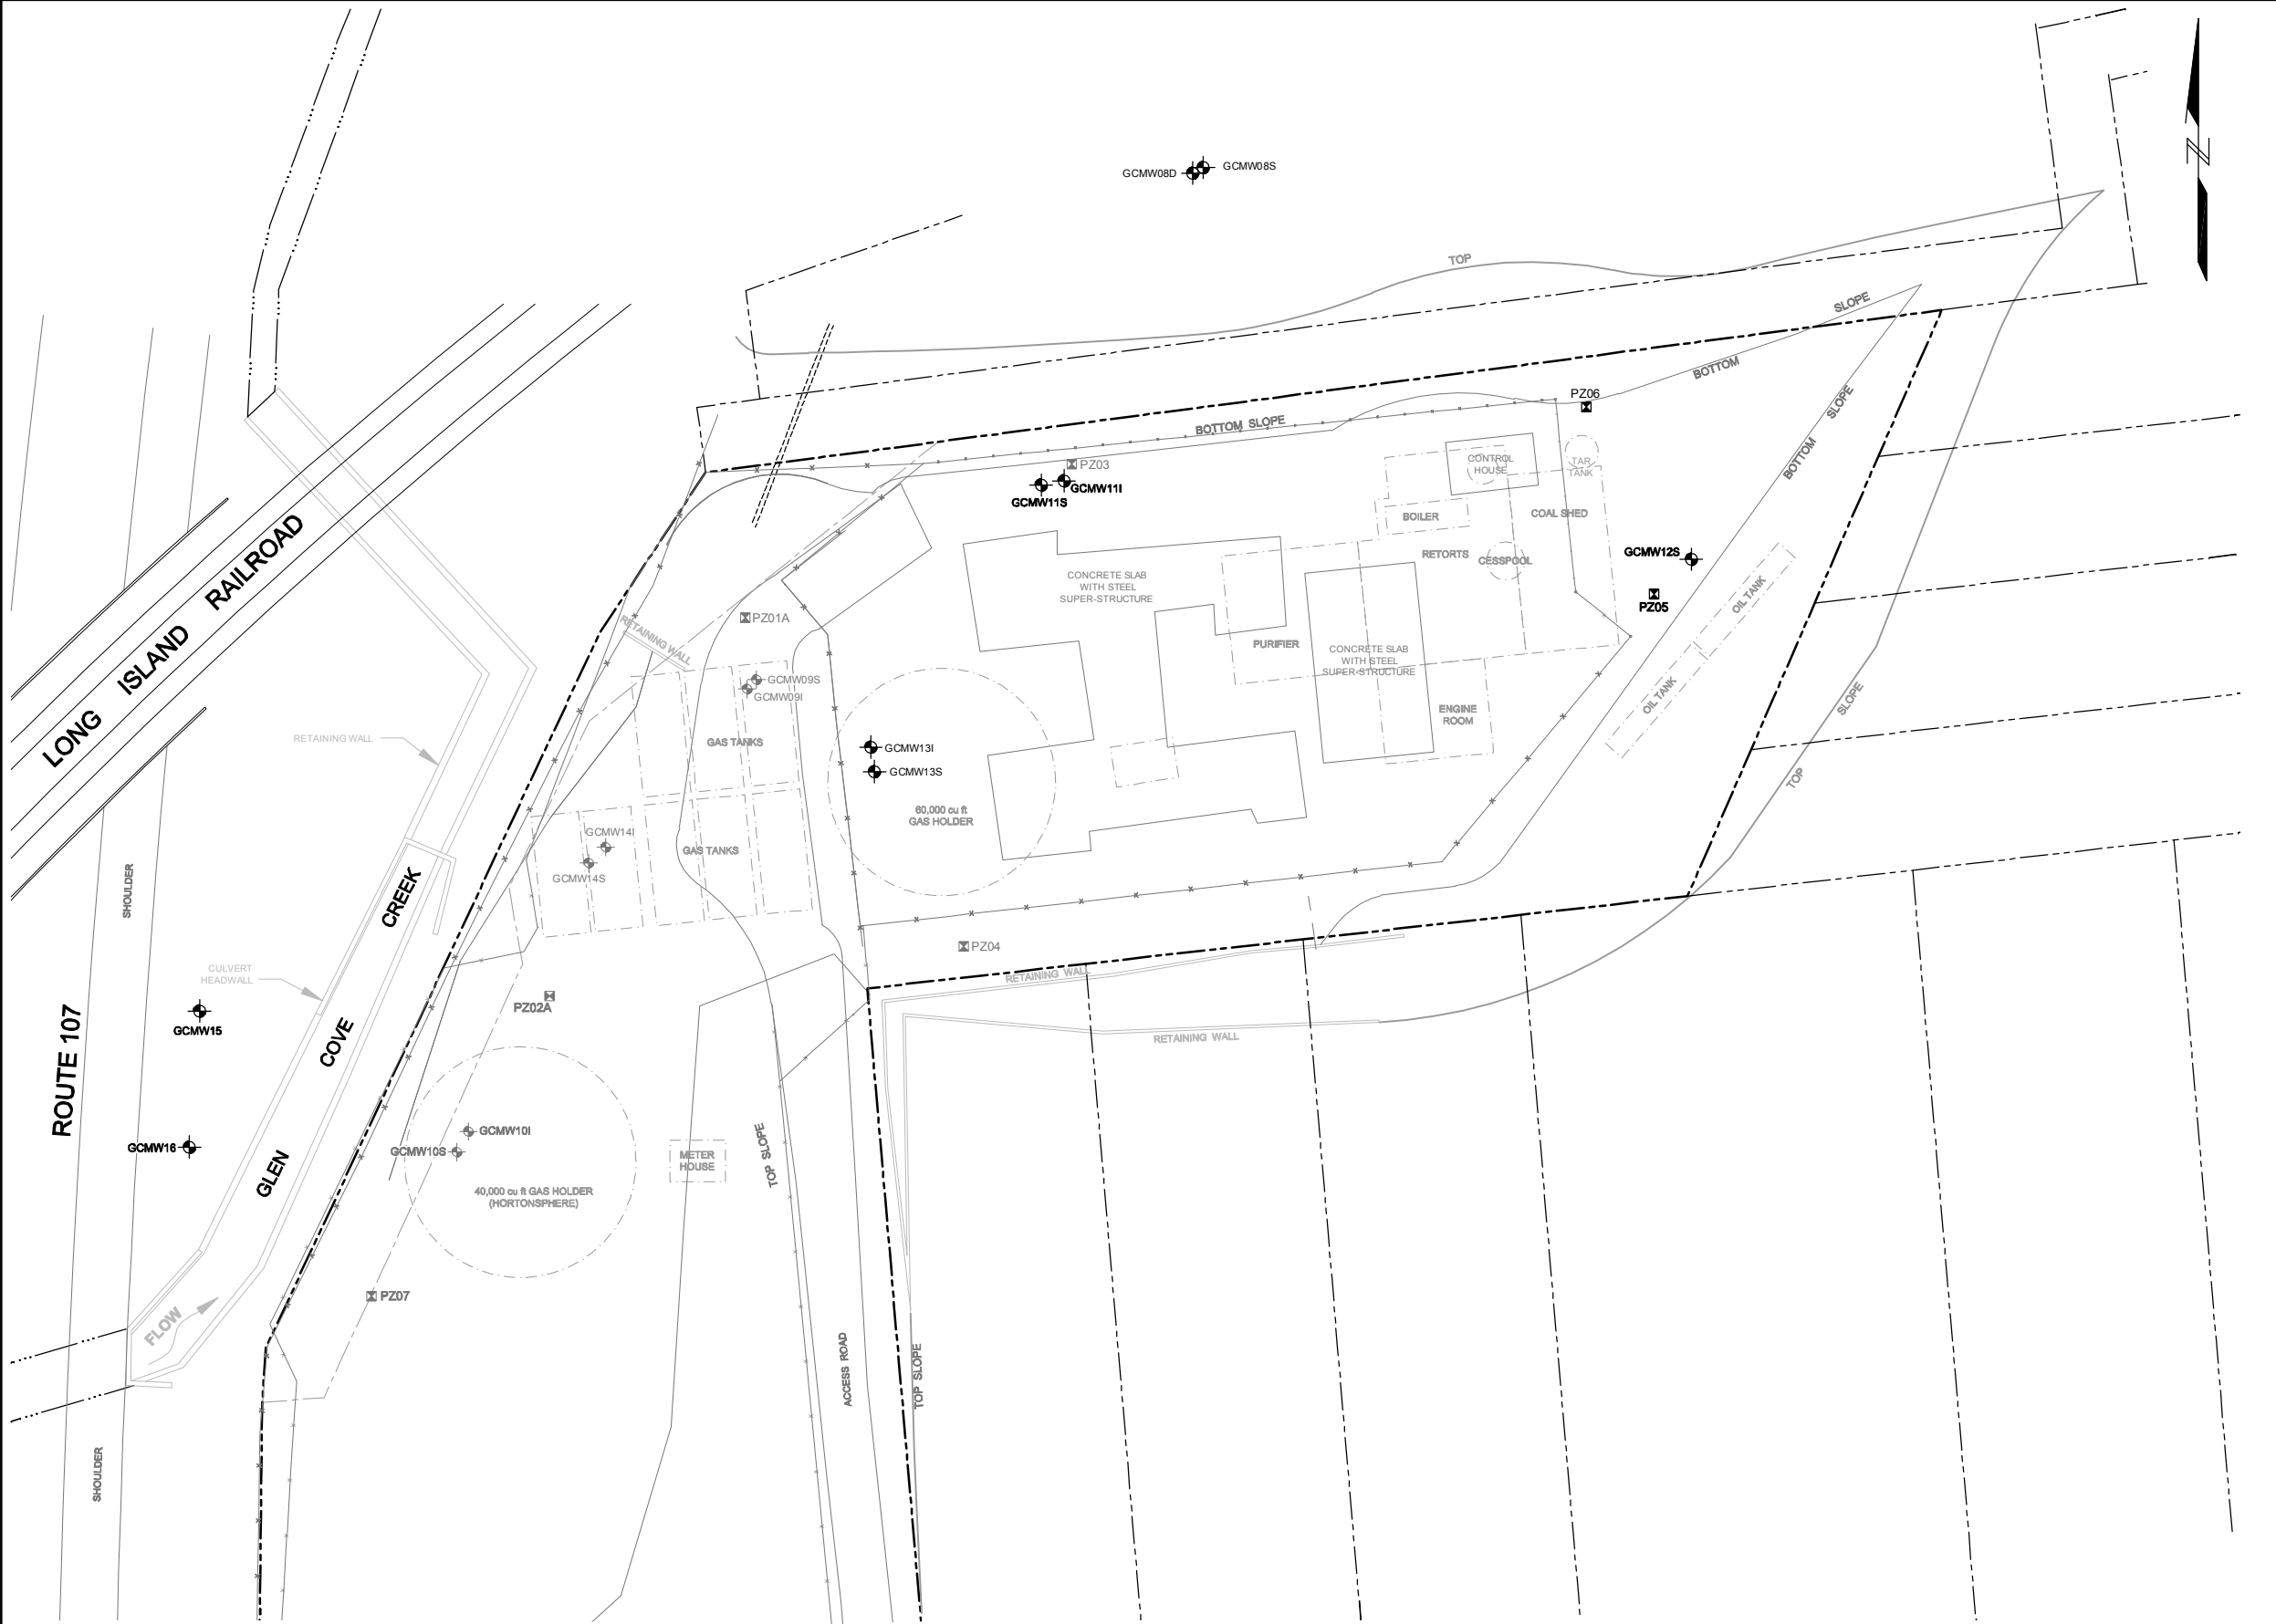 N
GCMW08D
GCMW08S
TOP
SLOPE
BOTTOM
PZ06
BOTTOM SLOPE
SLOPE
BOTTOM
PZ03
GCMW11I
GCMW11S
CONTROL
HOUSE
TAR
TANK
BOILER
COAL SHED
RETORTS
CESSPOOL
GCMW12S
PZ05
OIL TANK
OIL TANK
SLOPE
TOP
LONG ISLAND RAILROAD
CONCRETE SLAB
WITH STEEL
SUPER-STRUCTURE
PZ01A
RETAINING WALL
PURIFIER
CONCRETE SLAB
WITH STEEL
SUPER-STRUCTURE
GCMW09S
GCMW09I
ENGINE
ROOM
RETAINING WALL
GAS TANKS
GCMW13I
GCMW13S
60,000 cu ft
GAS HOLDER
GCMW14I
GAS TANKS
GCMW14S
SHOULDER
GLEN COVE CREEK
PZ04
CULVERT
HEADWALL
RETAINING WALL
PZ02A
GCMW15
RETAINING WALL
ROUTE 107
GCMW10I
GCMW16
GCMW10S
METER
HOUSE
TOP SLOPE
40,000 cu ft GAS HOLDER
(HORTONSPHERE)
PZ07
FLOW
ACCESS ROAD
TOP SLOPE
SHOULDER